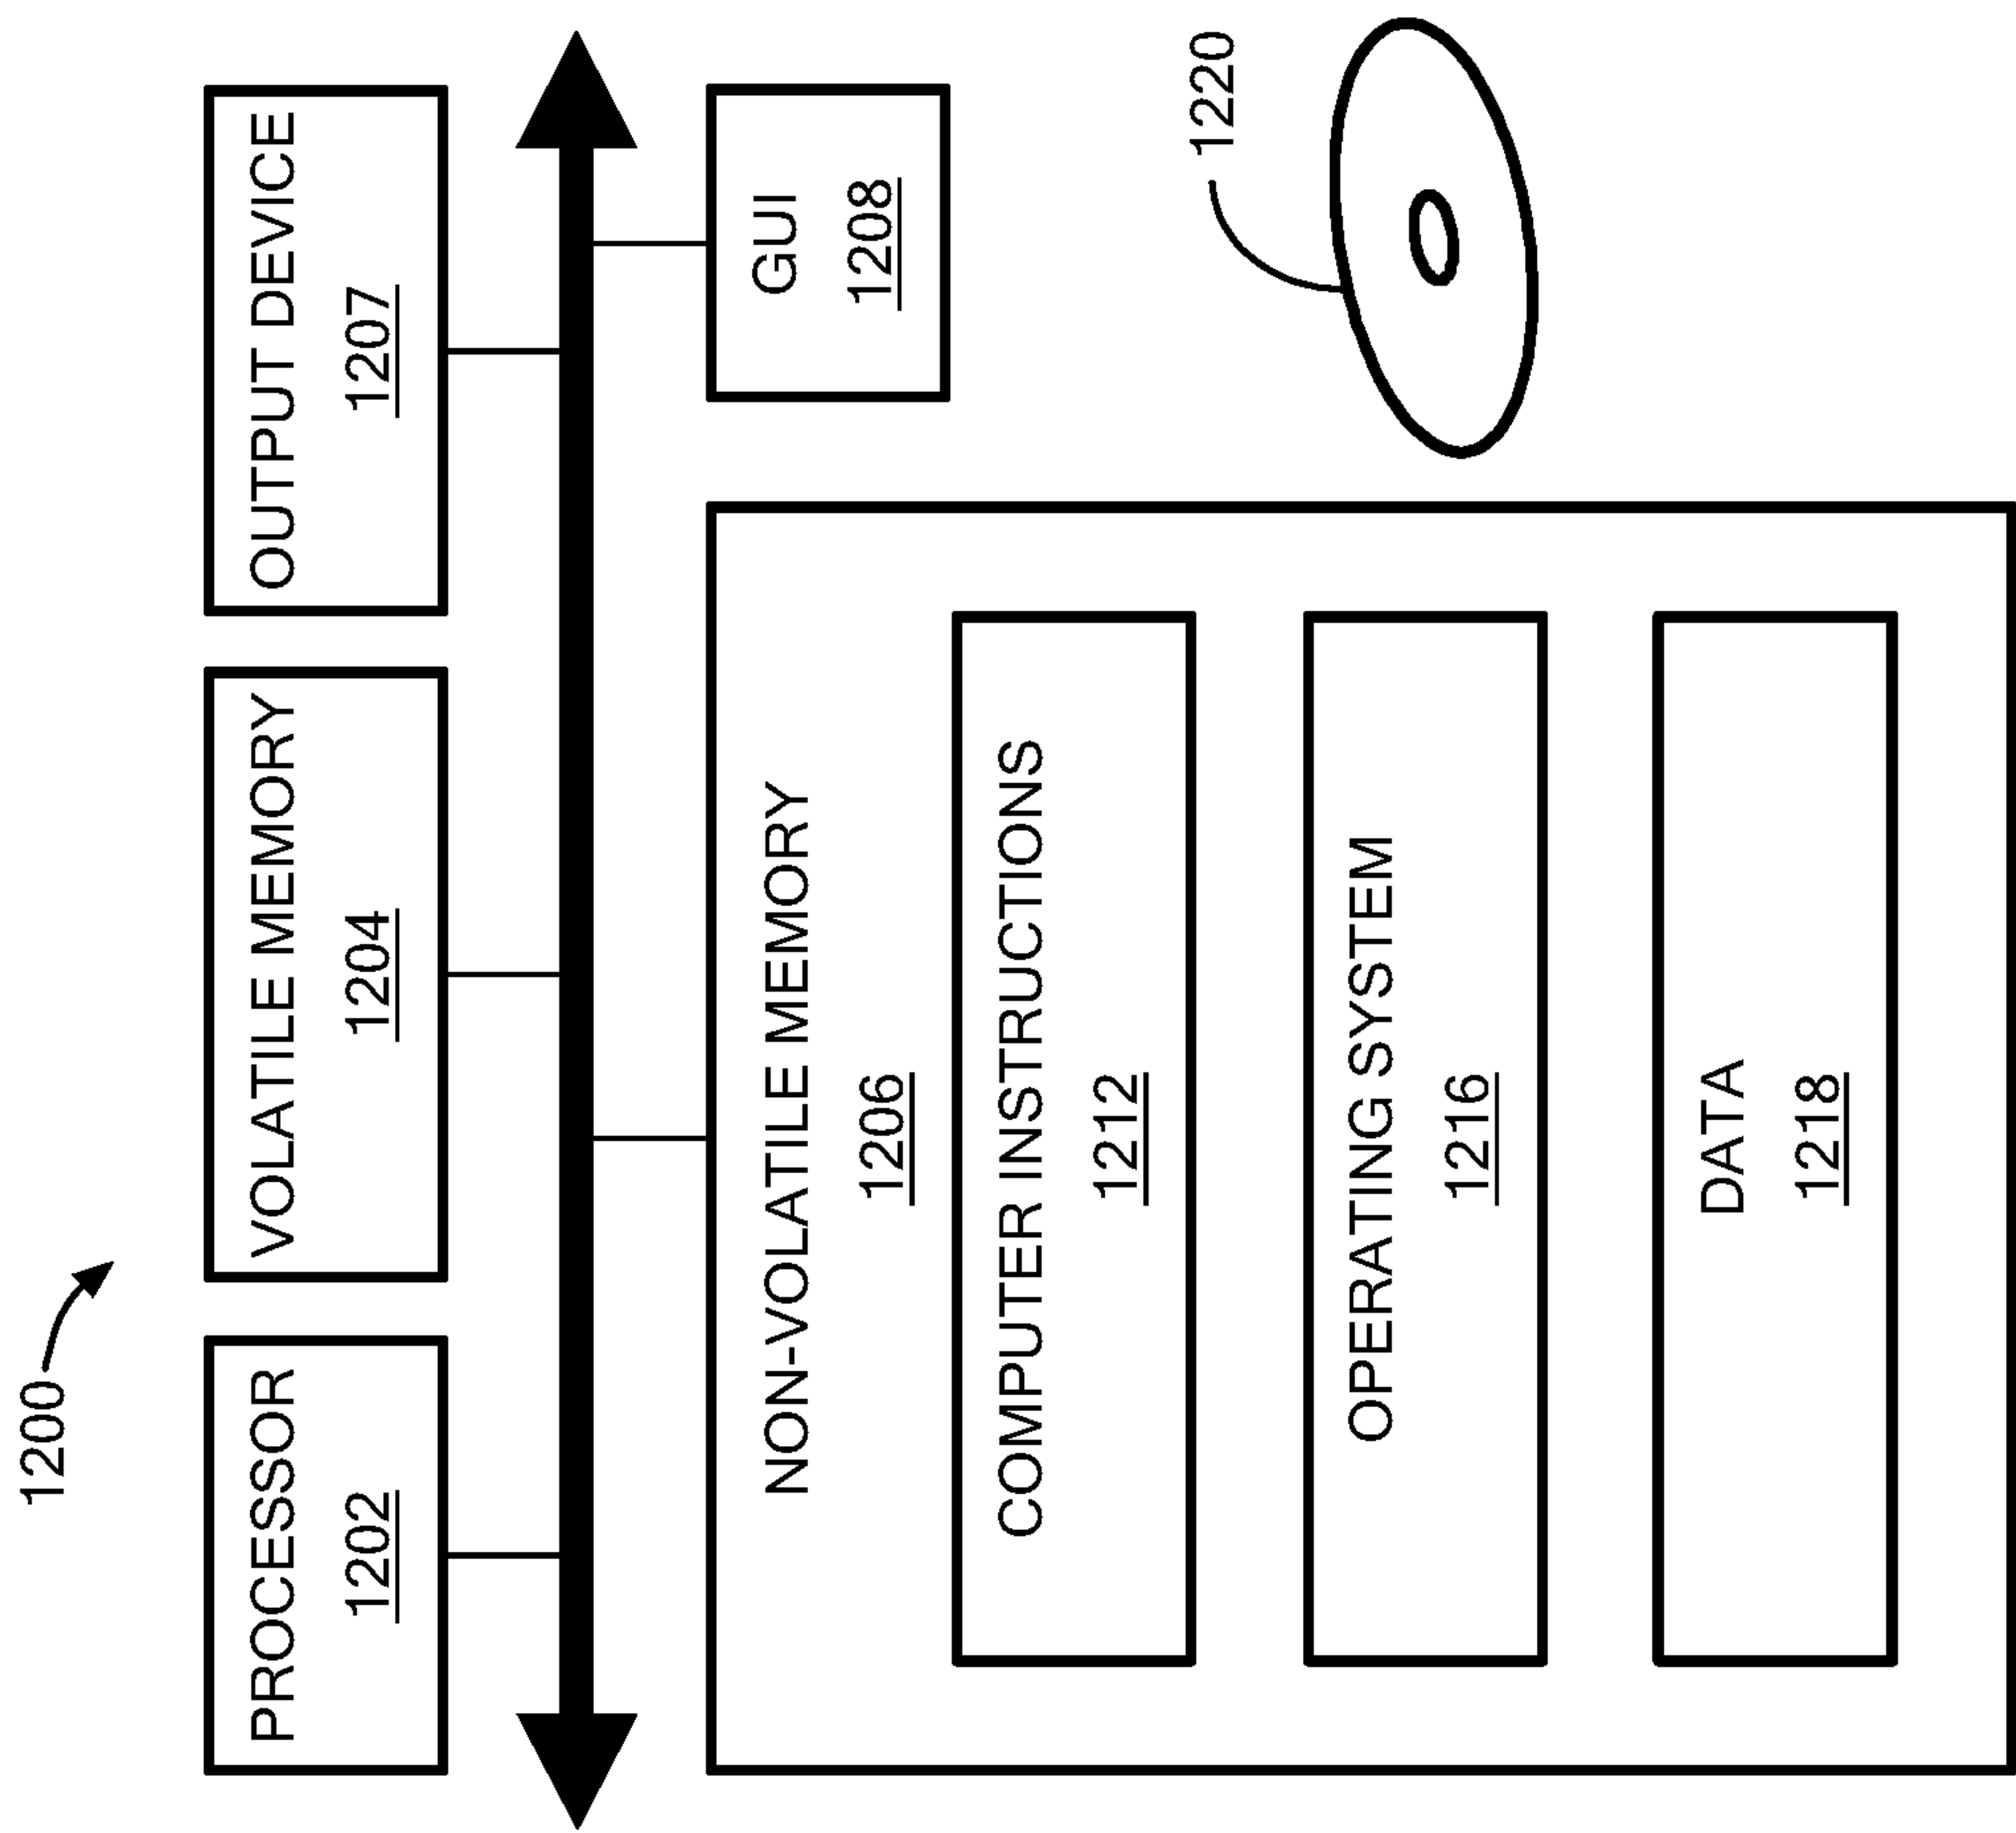 1200
PROCESSOR
1202
VOLATILE MEMORY
1204
OUTPUT DEVICE
1207
NON-VOLATILE MEMORY
1206
COMPUTER INSTRUCTIONS
1212
OPERATING SYSTEM
1216
DATA
1218
GUI
1208
1220